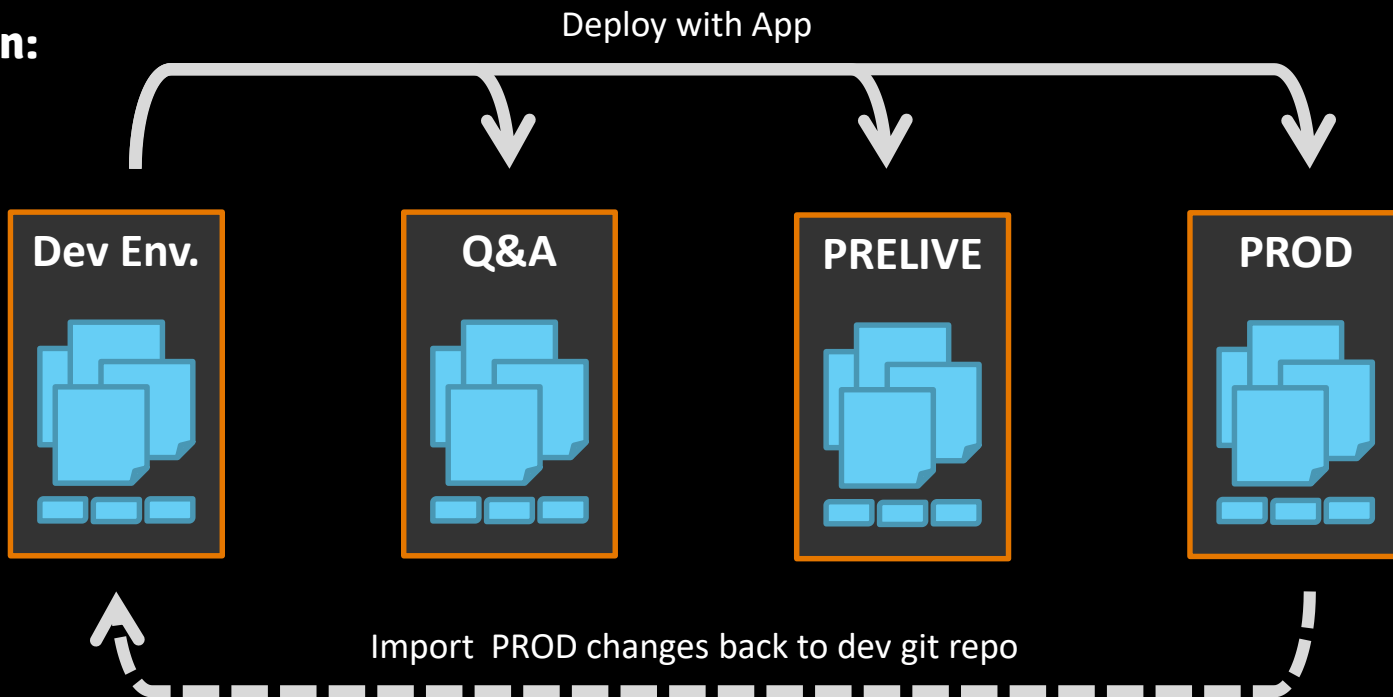 n:
Deploy with App
Dev Env.
Q&A
PRELIVE
PROD
Import  PROD changes back to dev git repo